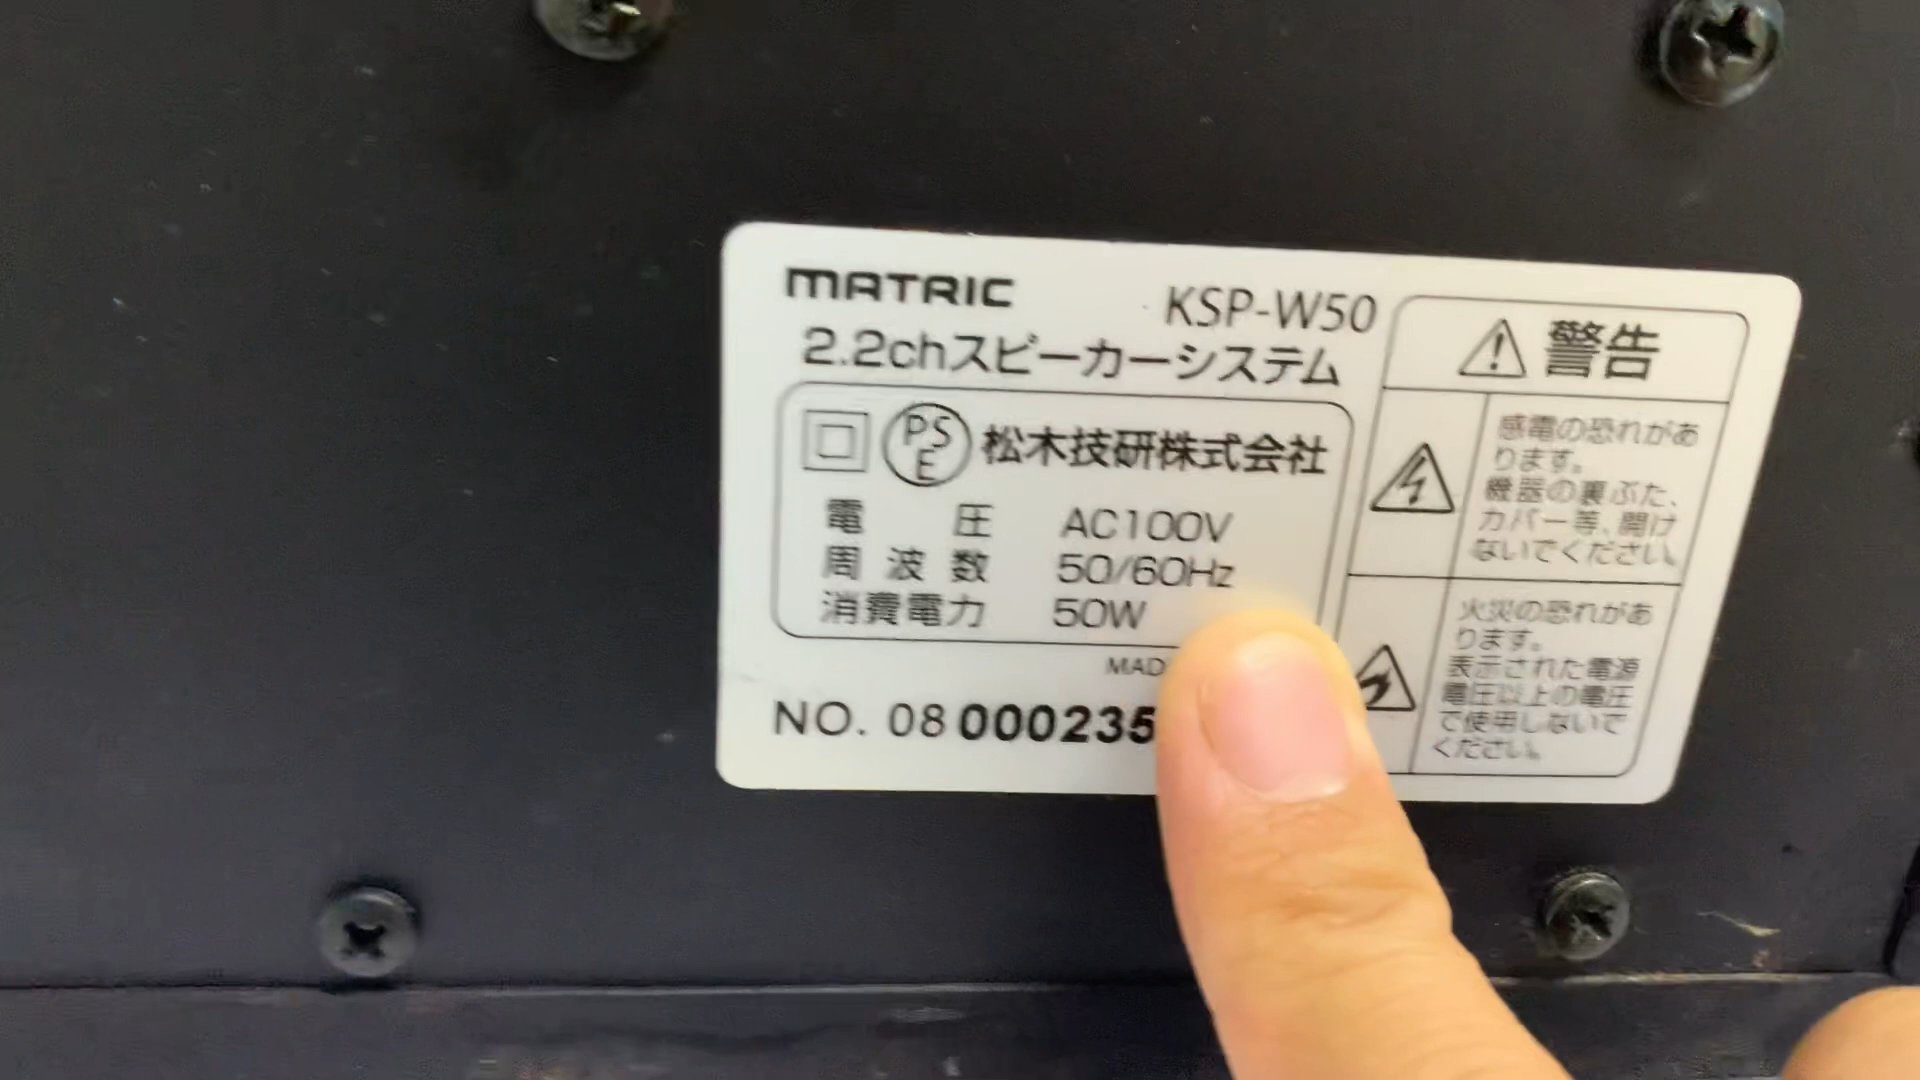 MATRIC
KSP-W50
2.2chスピーカーシステム
PSE 松木技研株式会社
電圧 AC100V
周波数 50/60Hz
消費電力 50W
NO. 08 000235
警告
感電の恐れがあ
ります。
機器の裏ぶた、
カバー等、開け
ないでください。
火災の恐れがあ
ります。
表示された電源
電圧以上の電圧
で使用しないで
ください。